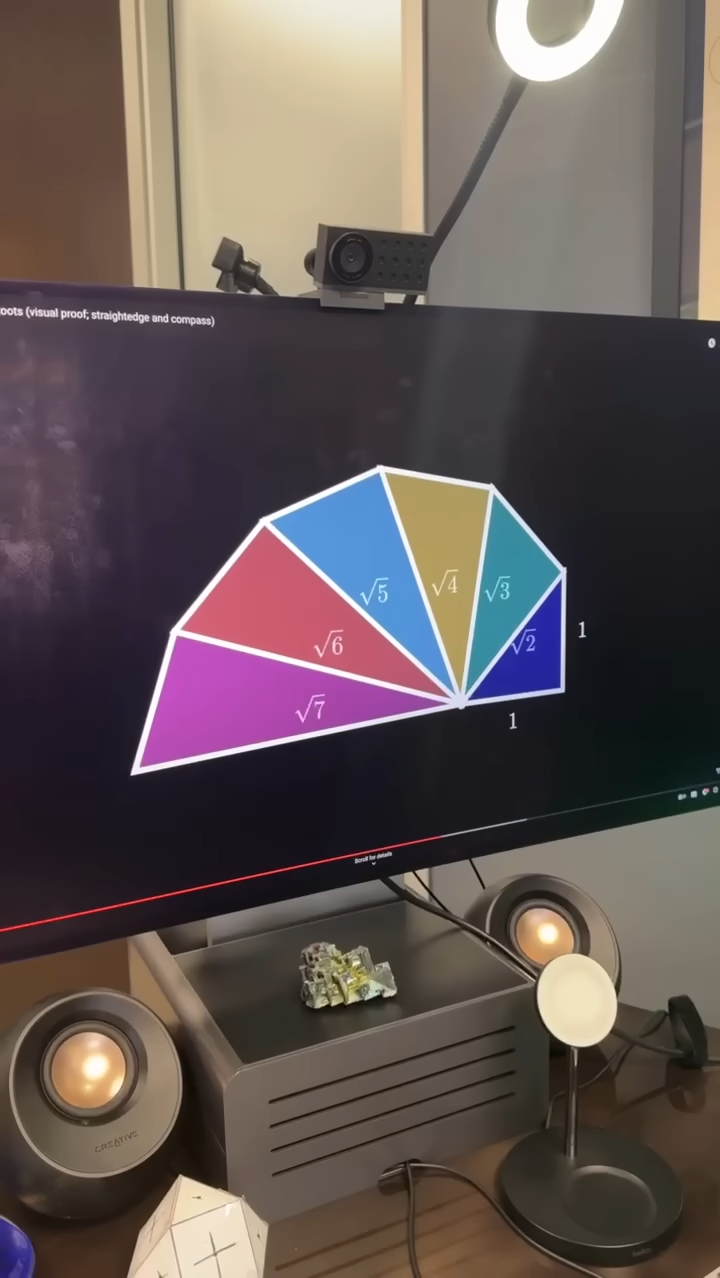 oots (visual proof; straightedge and compass)
√5
√4
√3
√6
√2
1
√7
1
Scroll for details
CREATIVE